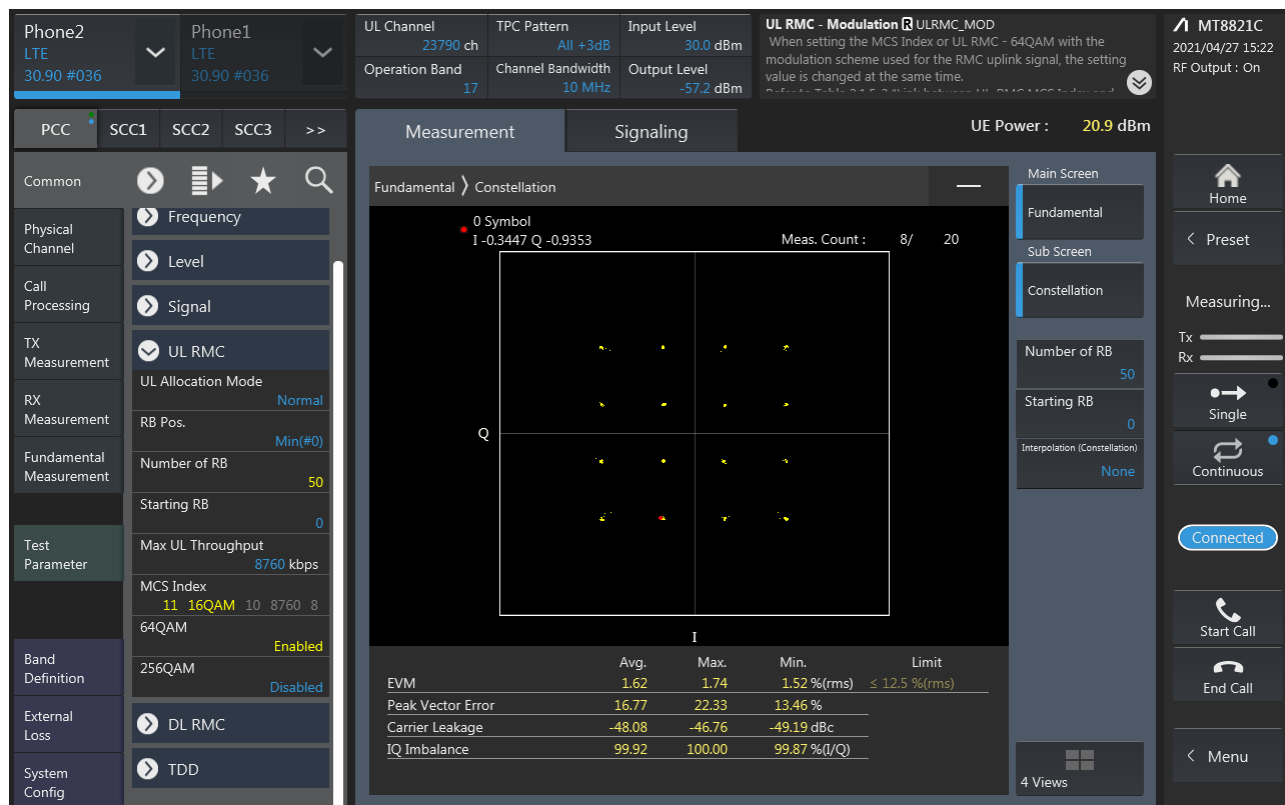 Phone2
LTE
30.90 #036
Phone1
LTE
30.90 #036
UL Channel
23790 ch
TPC Pattern
All +3dB
Input Level
30.0 dBm
Operation Band
17
Channel Bandwidth
10 MHz
Output Level
-57.2 dBm
UL RMC - Modulation R ULRMC_MOD
When setting the MCS Index or UL RMC - 64QAM with the
modulation scheme used for the RMC uplink signal, the setting
value is changed at the same time.
MT8821C
2021/04/27 15:22
RF Output : On
PCC SCC1 SCC2 SCC3 >>
Measurement
Signaling
UE Power : 20.9 dBm
Common
Physical
Channel
Call
Processing
TX
Measurement
RX
Measurement
Fundamental
Measurement
Test
Parameter
Band
Definition
External
Loss
System
Config
Frequency
Level
Signal
UL RMC
UL Allocation Mode
Normal
RB Pos.
Min(#0)
Number of RB
50
Starting RB
0
Max UL Throughput
8760 kbps
MCS Index
11 16QAM 10 8760 8
64QAM
Enabled
256QAM
Disabled
DL RMC
TDD
Fundamental 〉 Constellation
0 Symbol
I -0.3447 Q -0.9353
Meas. Count : 8/ 20
Q
I
Avg. Max. Min. Limit
EVM 1.62 1.74 1.52 %(rms) ≤ 12.5 %(rms)
Peak Vector Error 16.77 22.33 13.46 %
Carrier Leakage -48.08 -46.76 -49.19 dBc
IQ Imbalance 99.92 100.00 99.87 %(I/Q)
Main Screen
Fundamental
Sub Screen
Constellation
Number of RB
50
Starting RB
0
Interpolation (Constellation)
None
4 Views
Home
< Preset
Measuring...
Tx
Rx
Single
Continuous
Connected
Start Call
End Call
< Menu